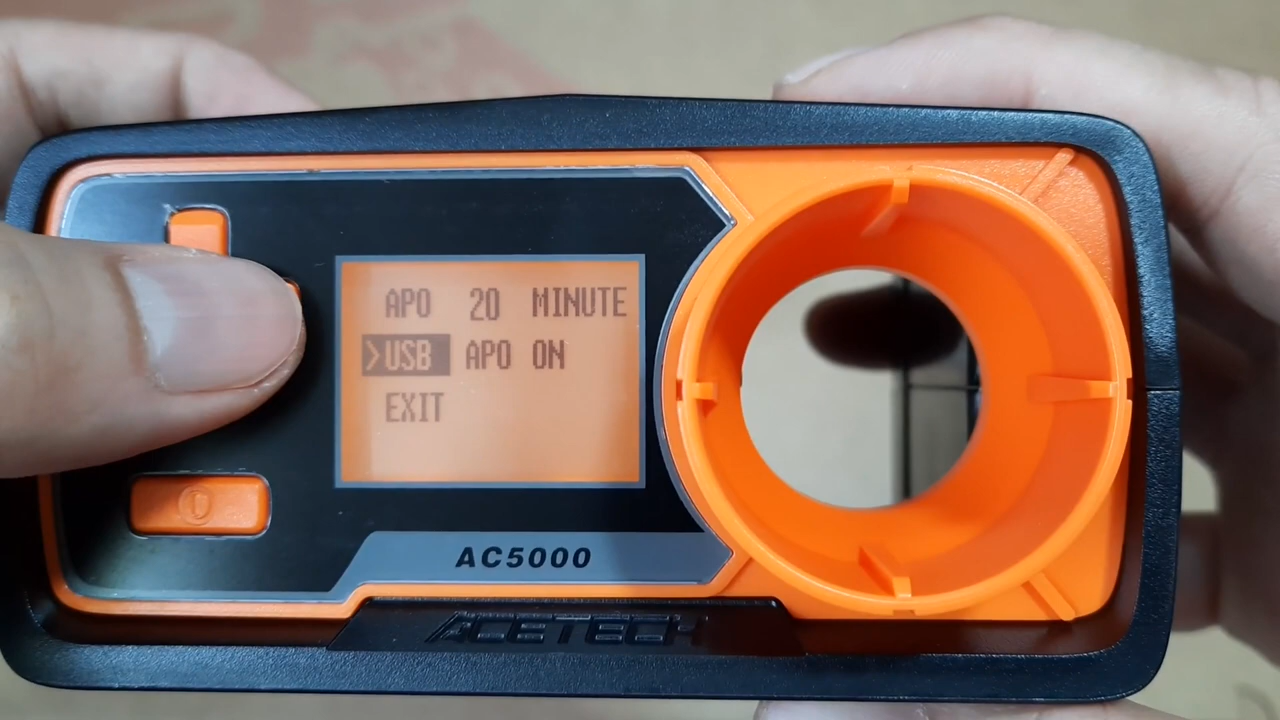 APO 20 MINUTE
>USB APO ON
EXIT
AC5000
ACETECH